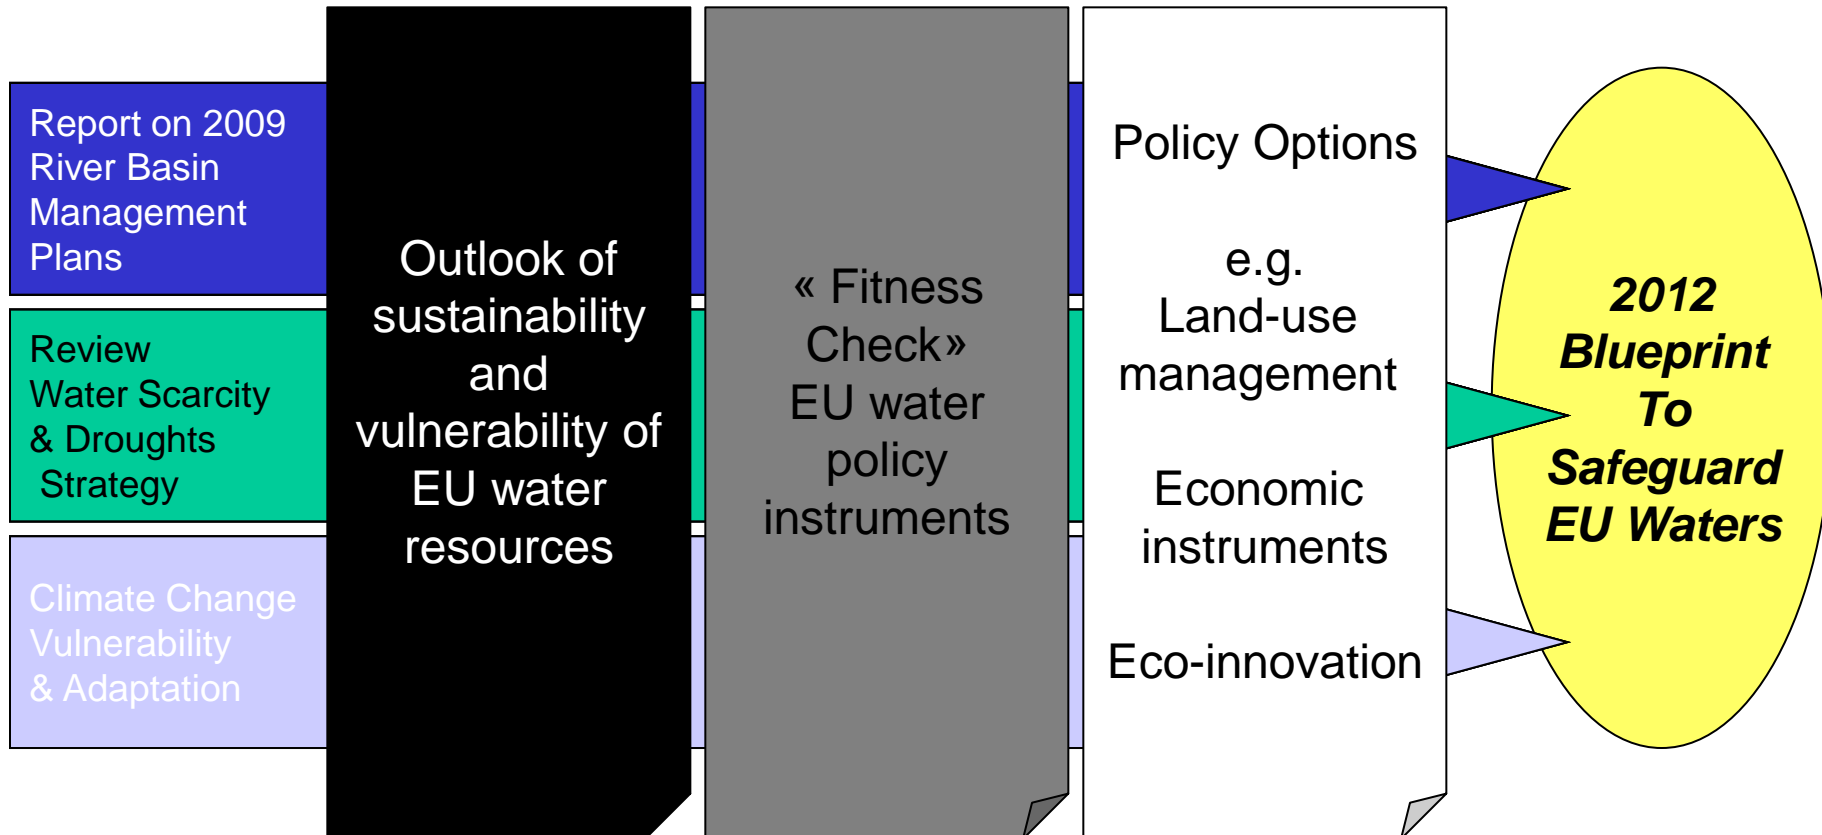 Report on 2009
River Basin
Management
Plans
Review
Water Scarcity
& Droughts
Strategy
Climate Change
Vulnerability
& Adaptation
Outlook of
sustainability
and
vulnerability of
EU water
resources
« Fitness
Check»
EU water
policy
instruments
Policy Options
e.g.
Land-use
management
Economic
instruments
Eco-innovation
2012
Blueprint
To
Safeguard
EU Waters